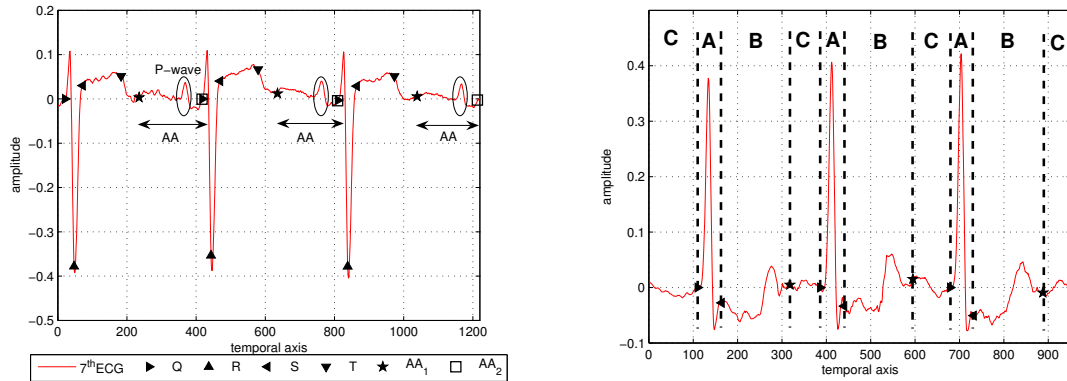 0.2
0.1
0
−0.1
−0.2
−0.3
−0.4
−0.5
amplitude
P-wave
AA
AA
AA
0 200 400 600 800 1000 1200
temporal axis
7thECG Q R S T AA1 AA2
C A B C A B C A B C
0.4
0.3
0.2
0.1
0
−0.1
amplitude
0 100 200 300 400 500 600 700 800 900
temporal axis